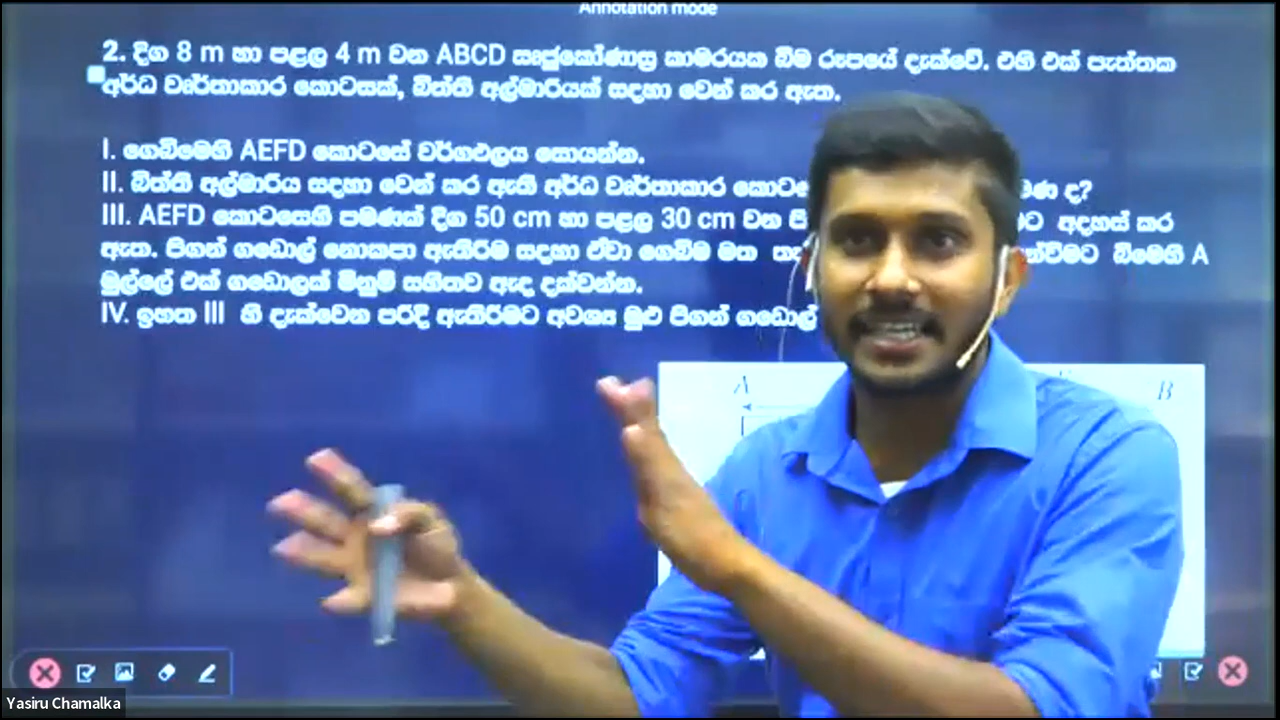 Annotation mode
2. දිග 8 m හා පළල 4 m වන ABCD සෘජුකෝණාස්‍ර කාමරයක බිම රූපයේ දැක්වේ. එහි එක් පැත්තක
අර්ධ වෘර්තාකාර කොටසක්, බිත්ති අල්මාරියක් සඳහා වෙන් කර ඇත.
I. ගෙබිමෙහි AEFD කොටසේ වර්ගඵලය සොයන්න.
II. බිත්ති අල්මාරිය සඳහා වෙන් කර ඇති අර්ධ වෘර්තාකාර ද?
III. AEFD කොටසෙහි පමණක් දිග 50 cm හා පළල 30 cm වන අදහස් කර
ඇත. පිගන් ගඩොල් නොකපා ඇතිරීම සඳහා ඒවා ගෙබිම මත බිමෙහි A
මුල්ලේ එක් ගඩොලක් මිනුම් සහිතව ඇඳ දක්වන්න.
IV. ඉහත III හි දැක්වෙන පරිදි ඇතිරීමට අවශ්‍ය මුළු පිගන් ගඩොල්
A B
Yasiru Chamalka